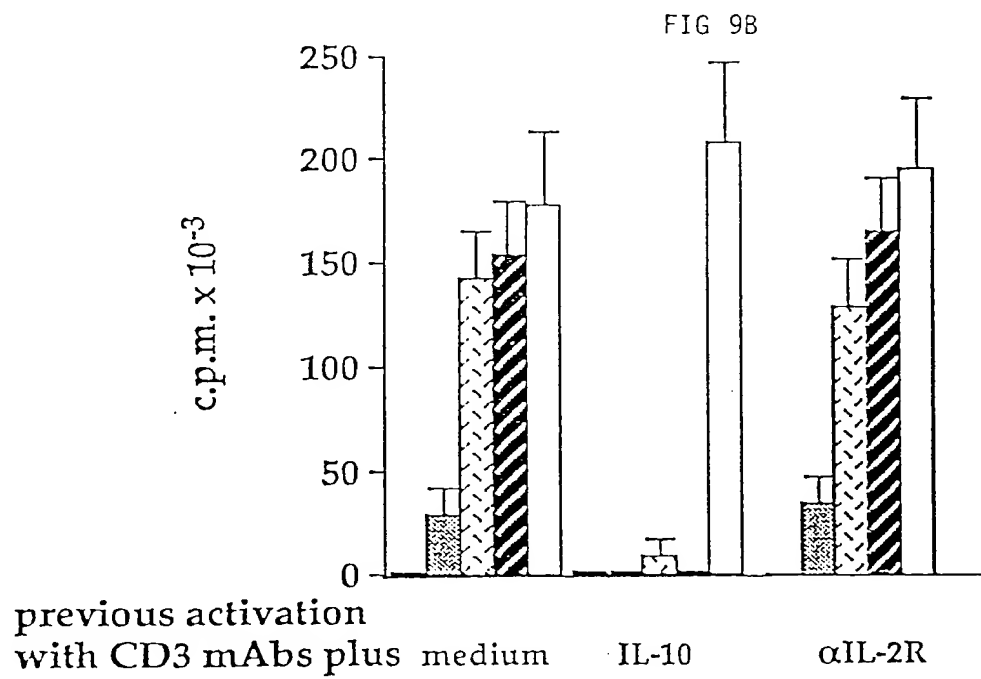 FIG 9B
250
200
150
100
50
0
c.p.m. x 10-3
previous activation
with CD3 mAbs plus medium IL-10 αIL-2R